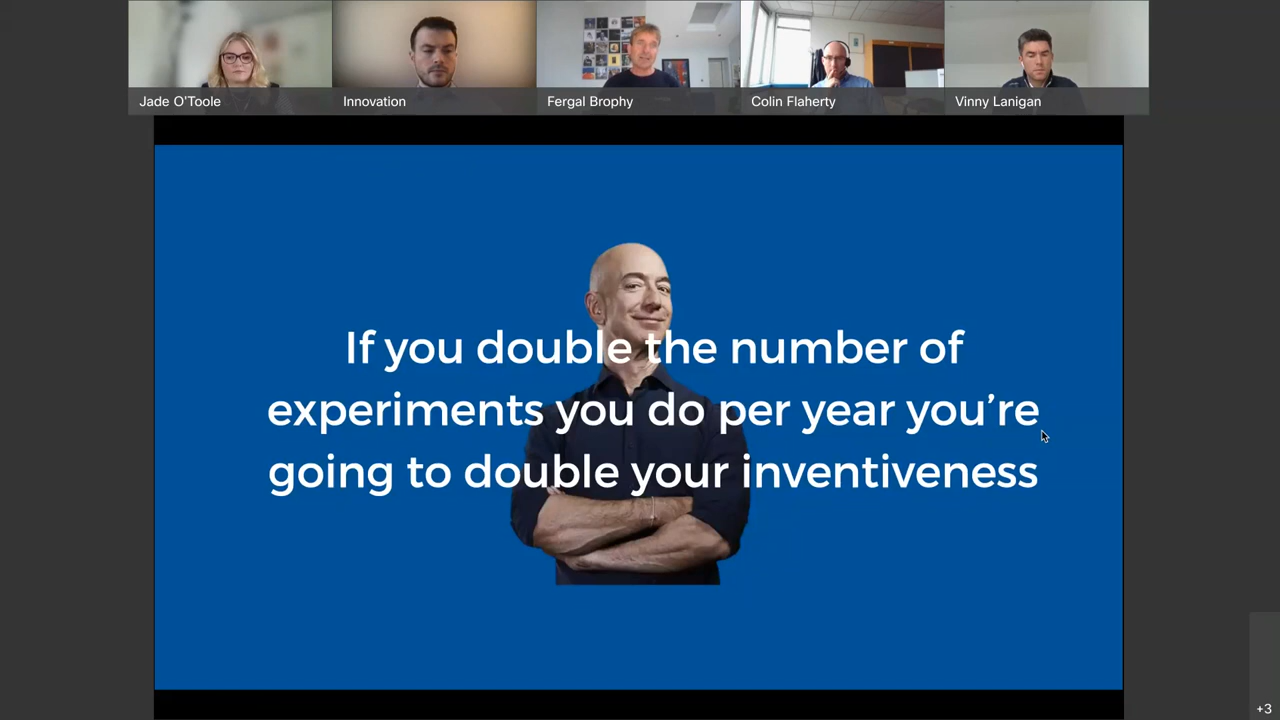 Jade O'Toole
Innovation
Fergal Brophy
Colin Flaherty
Vinny Lanigan
If you double the number of
experiments you do per year you’re
going to double your inventiveness
+3